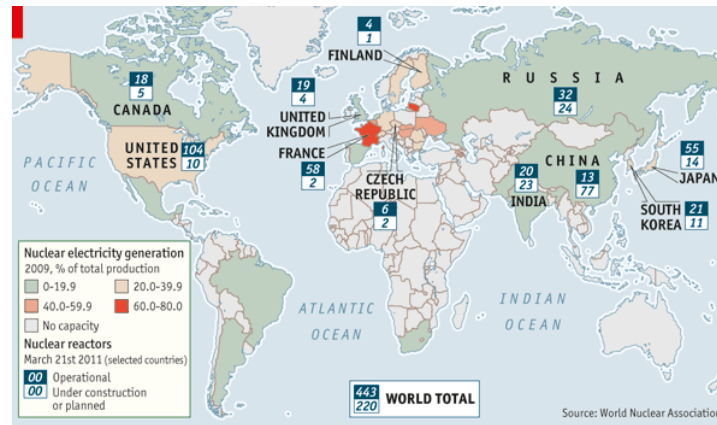 4
1
FINLAND
18
5
CANADA
19
4
UNITED
KINGDOM
RUSSIA
32
24
UNITED
STATES
104
10
FRANCE
58
2
CZECH
REPUBLIC
6
2
20
23
INDIA
CHINA
13
77
55
14
JAPAN
SOUTH
KOREA
21
11
PACIFIC
OCEAN
ATLANTIC
OCEAN
INDIAN
OCEAN
Nuclear electricity generation
2009, % of total production
0-19.9
20.0-39.9
40.0-59.9
60.0-80.0
No capacity
Nuclear reactors
March 21st 2011 (selected countries)
00 Operational
00 Under construction
or planned
443
220
WORLD TOTAL
Source: World Nuclear Association